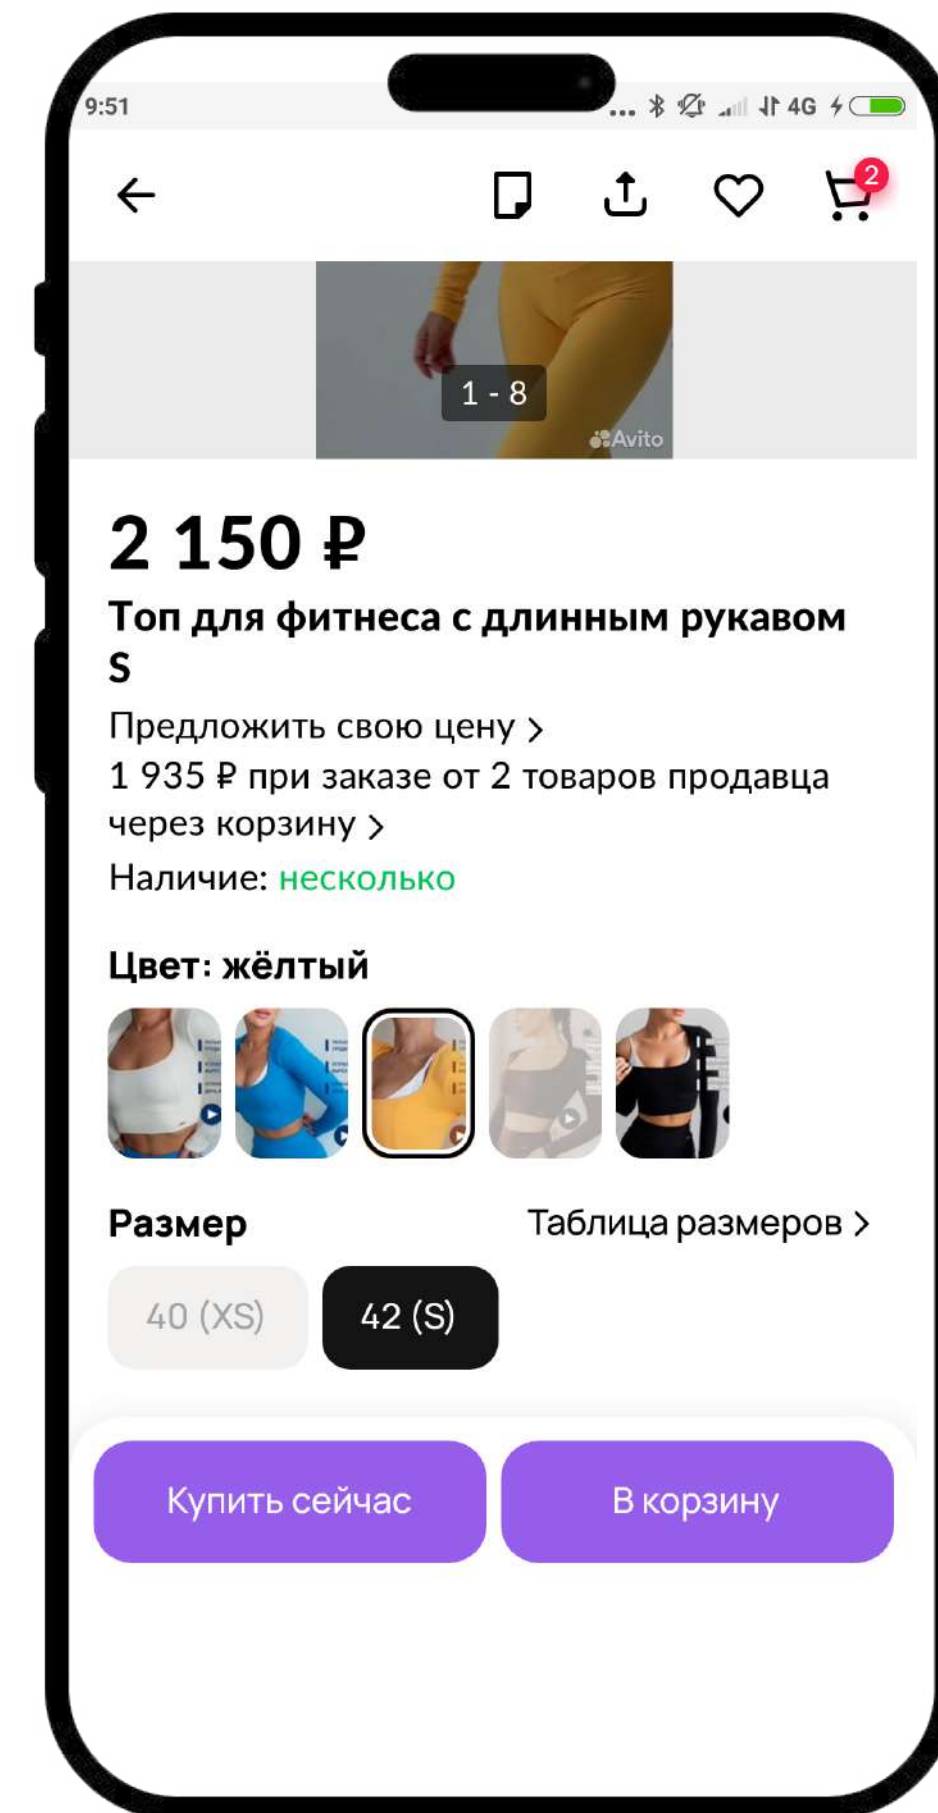 9:51
... 4G
2
1 - 8
Avito
2 150 ₽
Топ для фитнеса с длинным рукавом
S
Предложить свою цену >
1 935 ₽ при заказе от 2 товаров продавца
через корзину >
Наличие: несколько
Цвет: жёлтый
Размер
Таблица размеров >
40 (XS)
42 (S)
Купить сейчас
В корзину